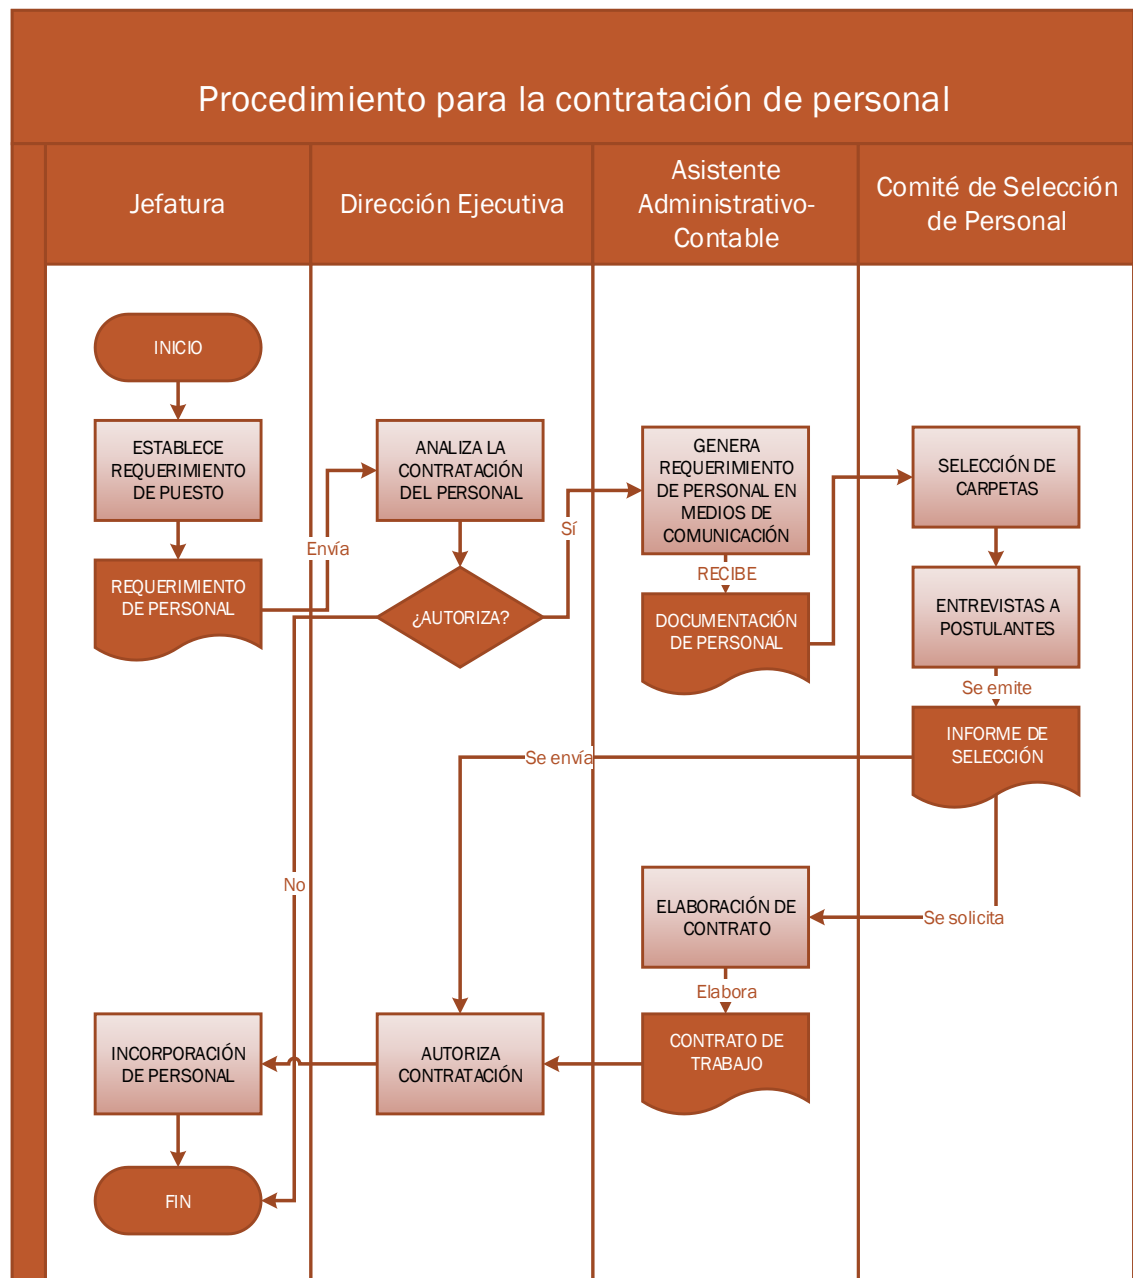 Procedimiento para la contratación de personal
Jefatura
Dirección Ejecutiva
Asistente
Administrativo-
Contable
Comité de Selección
de Personal
INICIO
ESTABLECE
REQUERIMIENTO
DE PUESTO
ANALIZA LA
CONTRATACIÓN
DEL PERSONAL
GENERA
REQUERIMIENTO
DE PERSONAL EN
MEDIOS DE
COMUNICACIÓN
SELECCIÓN DE
CARPETAS
Sí
Envía
RECIBE
REQUERIMIENTO
DE PERSONAL
¿AUTORIZA?
DOCUMENTACIÓN
DE PERSONAL
ENTREVISTAS A
POSTULANTES
Se emite
INFORME DE
SELECCIÓN
Se envía
No
ELABORACIÓN DE
CONTRATO
Se solicita
Elabora
INCORPORACIÓN
DE PERSONAL
AUTORIZA
CONTRATACIÓN
CONTRATO DE
TRABAJO
FIN